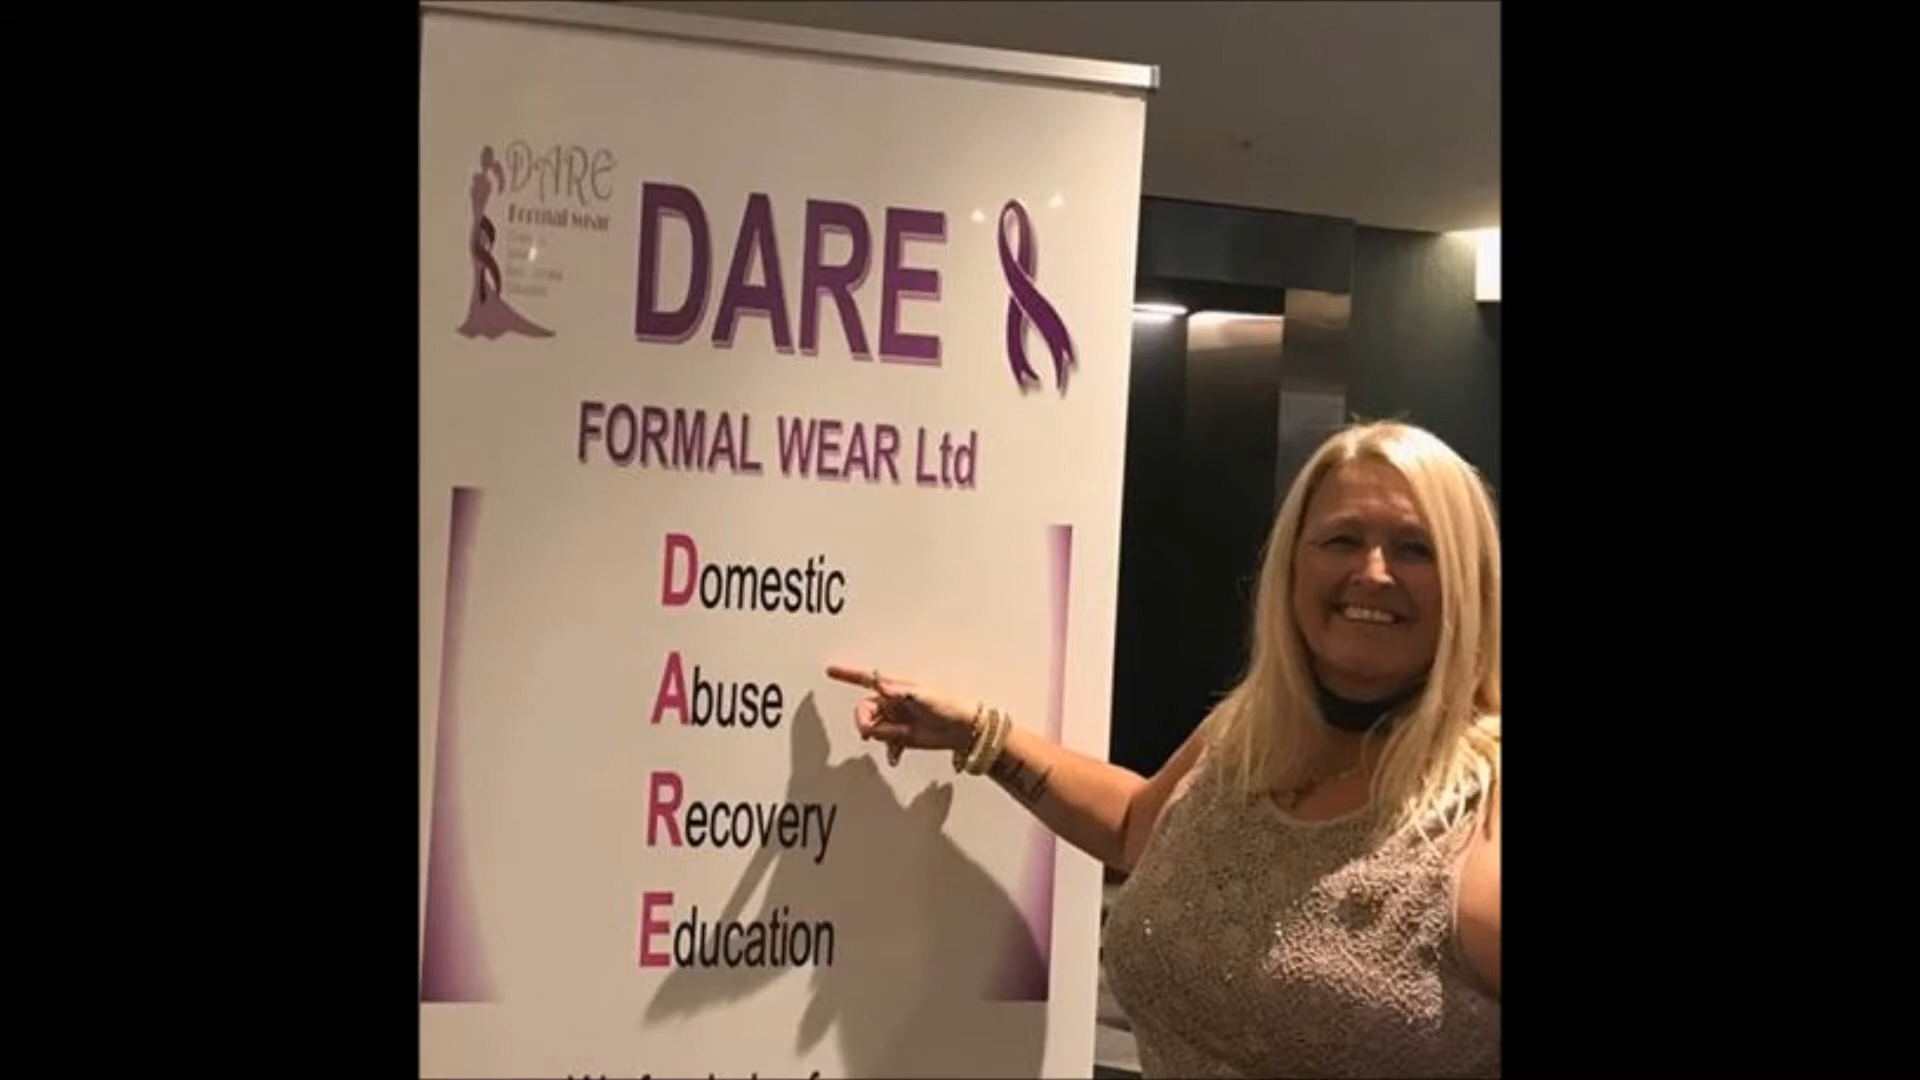 DARE
Formal wear
DARE
FORMAL WEAR Ltd
Domestic
Abuse
Recovery
Education